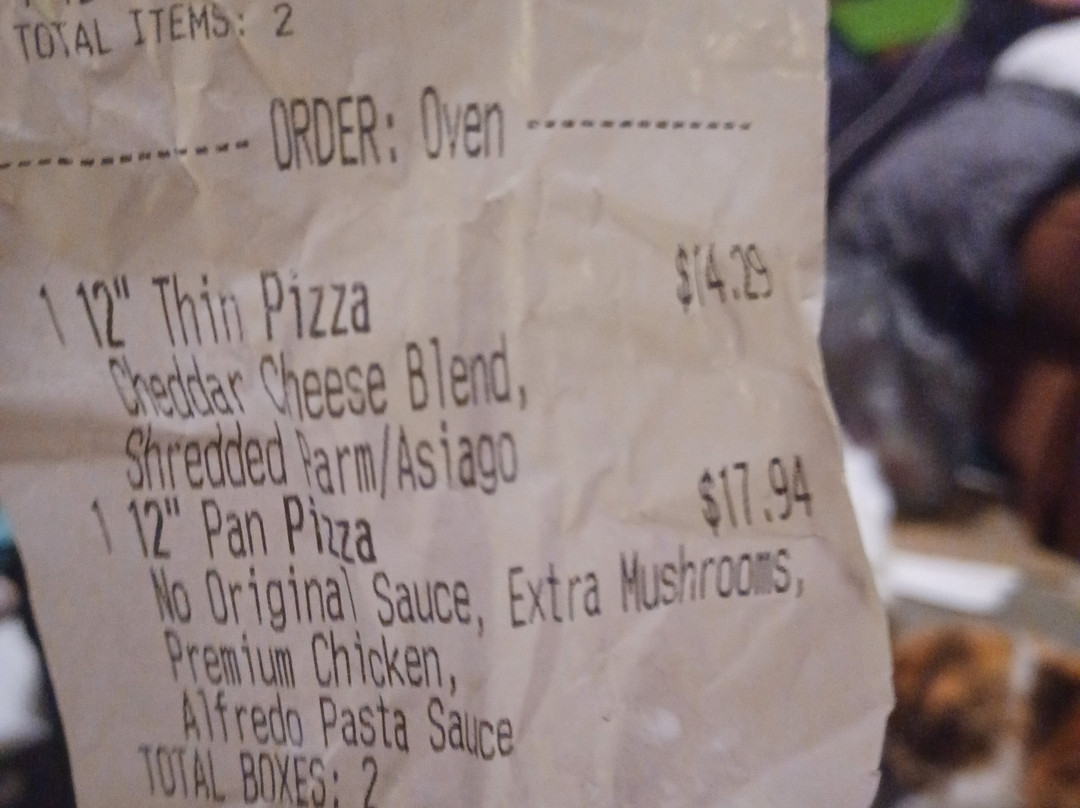 TOTAL ITEMS: 2
------------ ORDER: Oven ------------
1 12" Thin Pizza $14.29
Cheddar Cheese Blend,
Shredded Parm/Asiago
1 12" Pan Pizza $17.94
No Original Sauce, Extra Mushrooms,
Premium Chicken,
Alfredo Pasta Sauce
TOTAL BOXES: 2